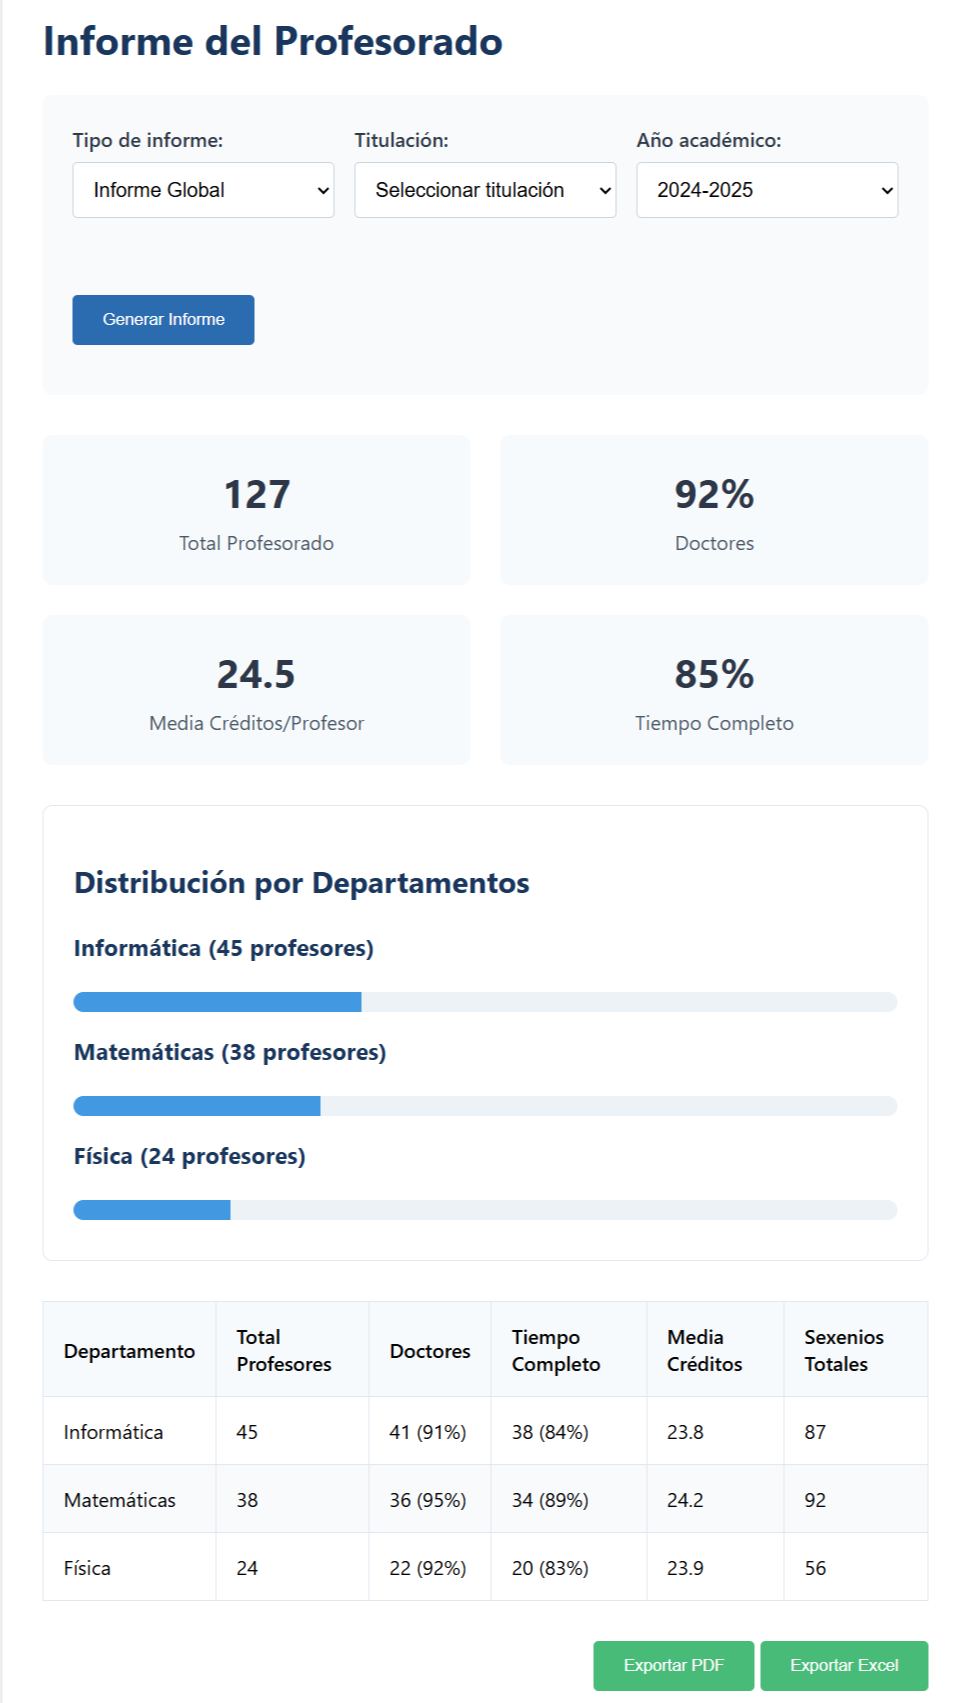 Informe del Profesorado
Tipo de informe: Titulación: Año académico:
Informe Global Seleccionar titulación 2024-2025
Generar Informe
127 92%
Total Profesorado Doctores
24.5 85%
Media Créditos/Profesor Tiempo Completo
Distribución por Departamentos
Informática (45 profesores)
Matemáticas (38 profesores)
Física (24 profesores)
Departamento Total Profesores Doctores Tiempo Completo Media Créditos Sexenios Totales
Informática 45 41 (91%) 38 (84%) 23.8 87
Matemáticas 38 36 (95%) 34 (89%) 24.2 92
Física 24 22 (92%) 20 (83%) 23.9 56
Exportar PDF Exportar Excel